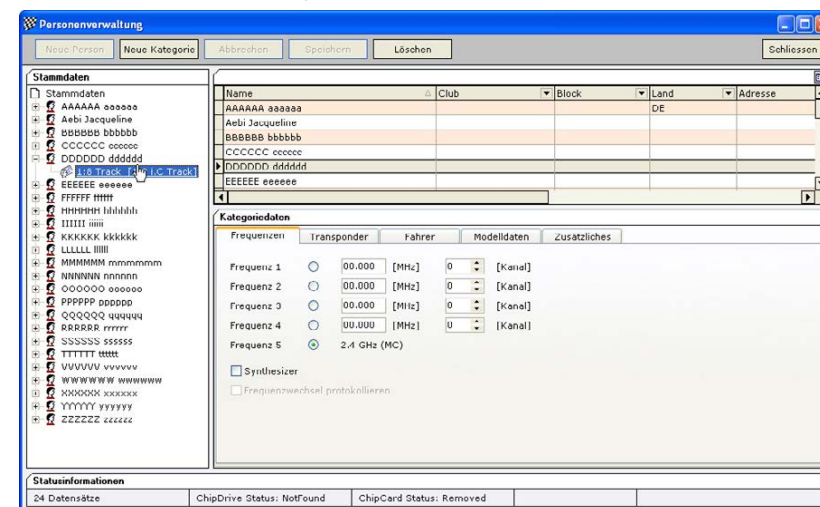 Personenverwaltung
Neue Person Neue Kategorie Abbrechen Speichern Löschen Schliessen
Stammdaten
Stammdaten
AAAAAA aaaaaa
Aebi Jacqueline
BBBBBB bbbbbb
CCCCCC cccccc
DDDDDD dddddd
1:8 Track I.C Track]
EEEEEE eeeeee
FFFFFF ffffff
HHHHHH hhhhhh
IIIIII iiiiii
KKKKKK kkkkkk
LLLLLL llllll
MMMMMM mmmmmm
NNNNNN nnnnnn
OOOOOO oooooo
PPPPPP pppppp
QQQQQQ qqqqqq
RRRRRR rrrrrr
SSSSSS ssssss
TTTTTT tttttt
VVVVVV vvvvvv
WWWWWW wwwwww
XXXXXX xxxxxx
YYYYYY yyyyyy
ZZZZZZ zzzzzz
Name Club Block Land Adresse
AAAAAA aaaaaa DE
Aebi Jacqueline
BBBBBB bbbbbb
CCCCCC cccccc
DDDDDD dddddd
EEEEEE eeeeee
Kategoriedaten
Frequenzen Transponder Fahrer Modelldaten Zusätzliches
Frequenz 1 00.000 [MHz] 0 [Kanal]
Frequenz 2 00.000 [MHz] 0 [Kanal]
Frequenz 3 00.000 [MHz] 0 [Kanal]
Frequenz 4 00.000 [MHz] 0 [Kanal]
Frequenz 5 2.4 GHz (MC)
Synthesizer
Frequenzwechsel protokollieren
Statusinformationen
24 Datensätze ChipDrive Status: NotFound ChipCard Status: Removed